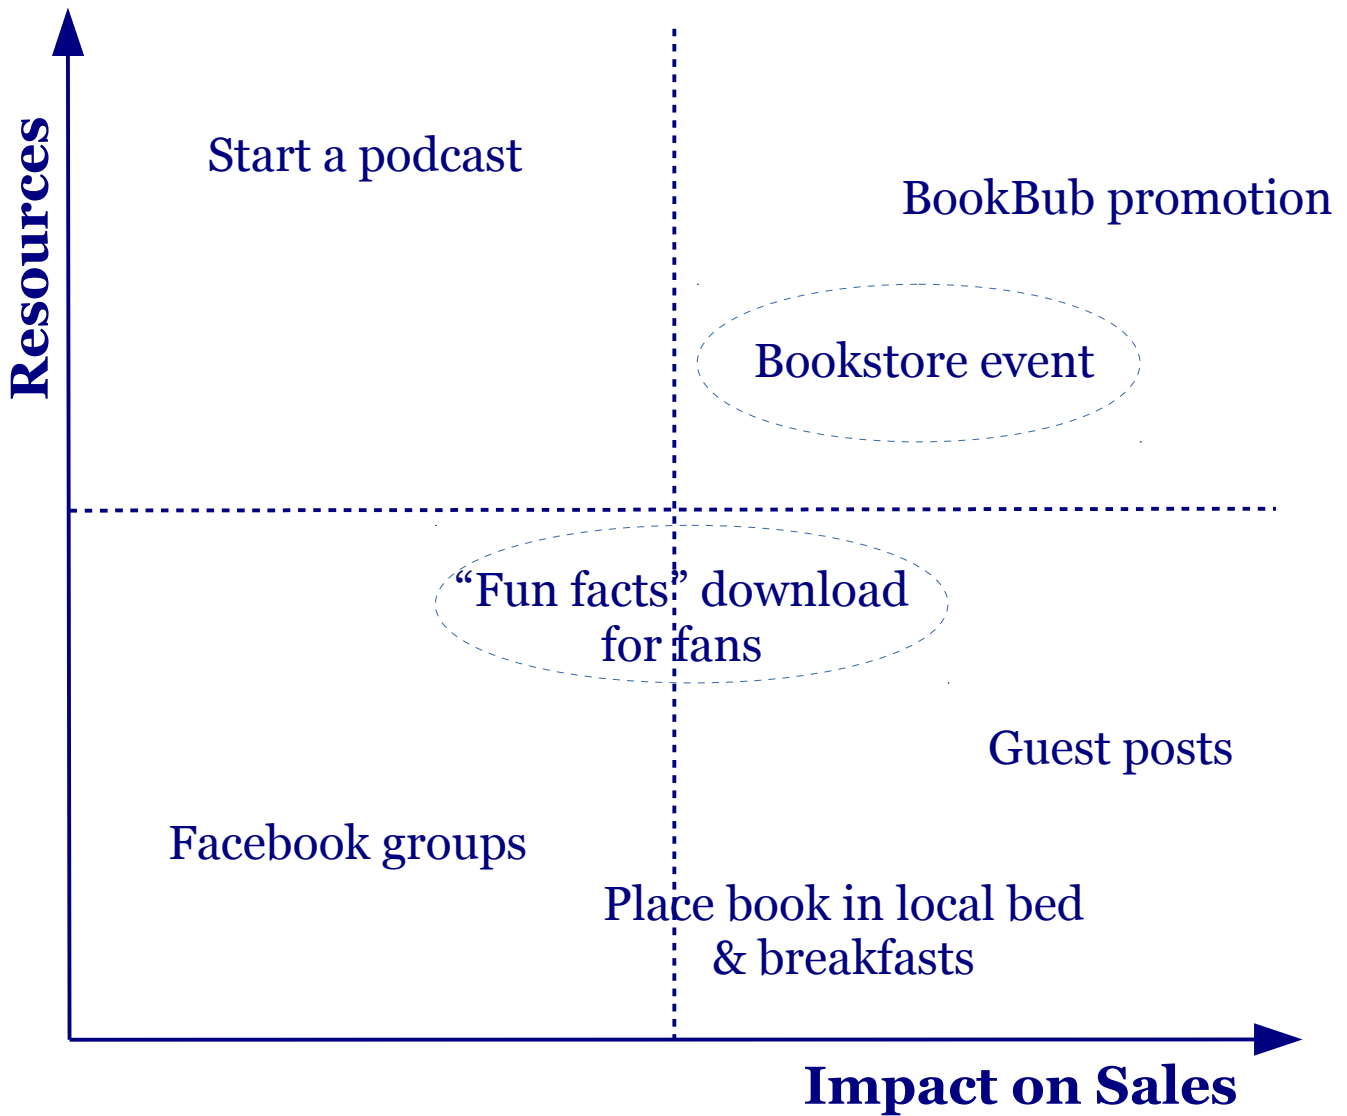 Resources
Start a podcast
BookBub promotion
Bookstore event
“Fun facts” download
for fans
Guest posts
Facebook groups
Place book in local bed
& breakfasts
Impact on Sales